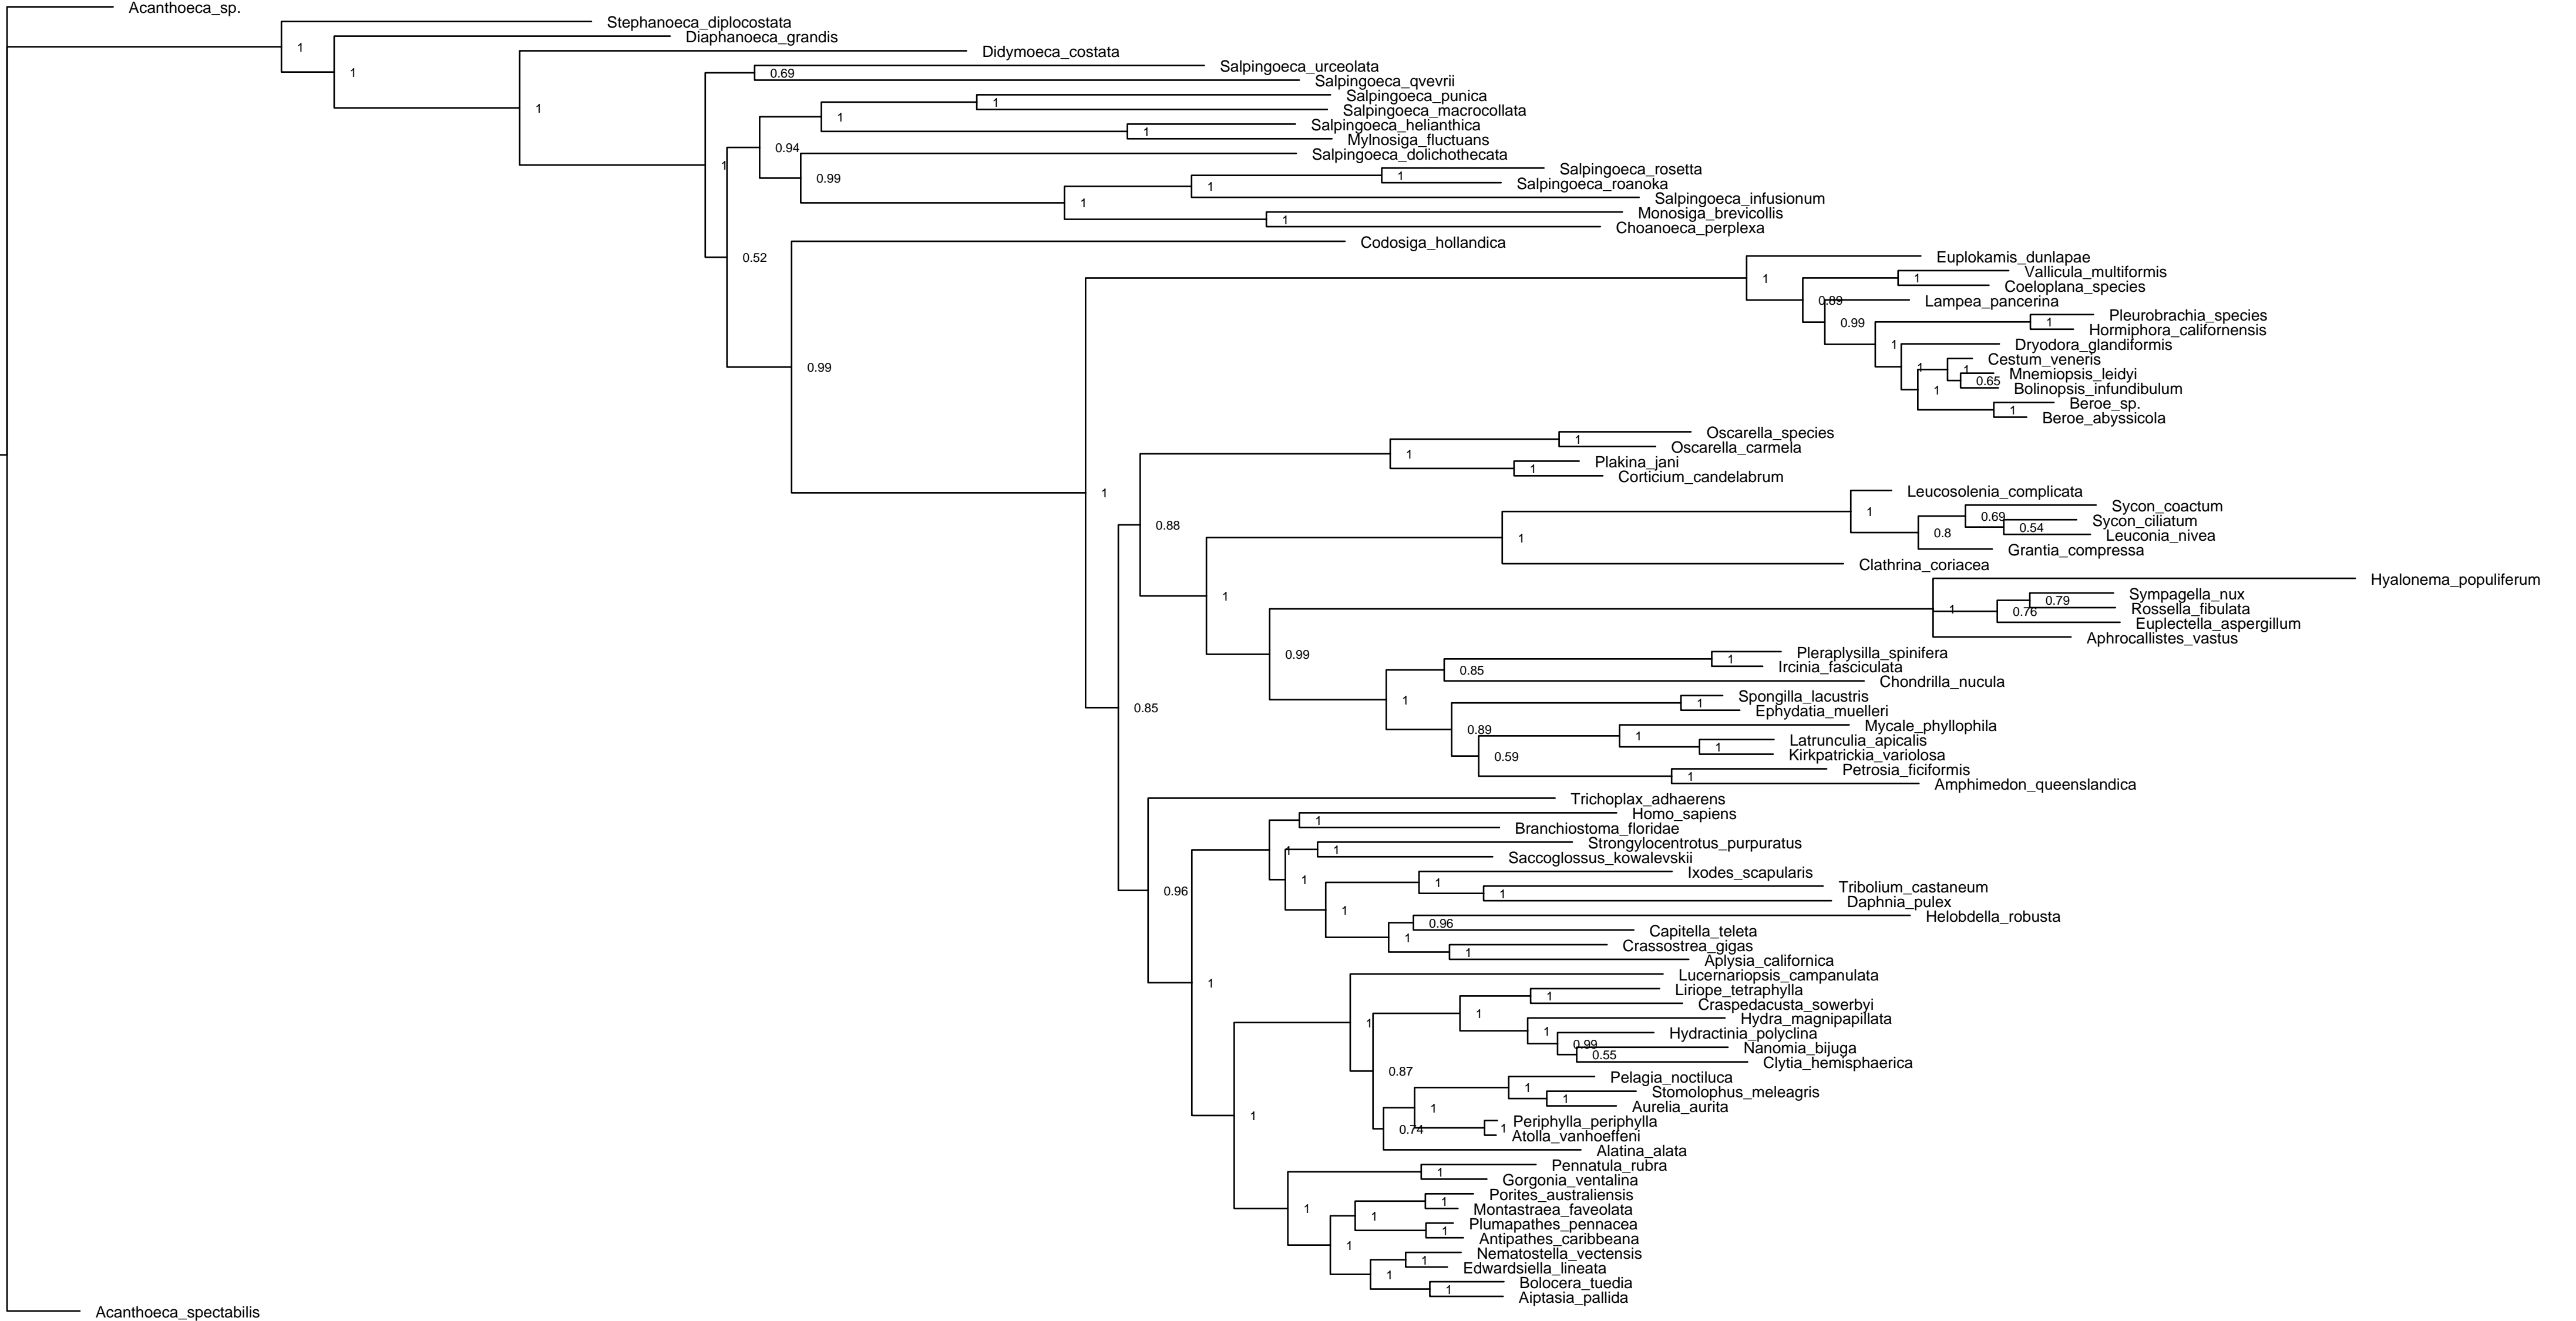 Acanthoeca_sp.
Stephanoeca_diplocostata
1
Diaphanoeca_grandis
1
Didymoeca_costata
1
Salpingoeca_urceolata
0.69
Salpingoeca_qvevrii
Salpingoeca_punica
1
Salpingoeca_macrocollata
1
Salpingoeca_helianthica
1
Mylnosiga_fluctuans
0.94
Salpingoeca_dolichothecata
1
Salpingoeca_rosetta
1
0.99
Salpingoeca_roanoka
1
Salpingoeca_infusionum
1
Monosiga_brevicollis
1
Choanoeca_perplexa
Codosiga_hollandica
0.52
Euplokamis_dunlapae
Vallicula_multiformis
1
1
Coeloplana_species
0.89
Lampea_pancerina
Pleurobrachia_species
0.99
1
Hormiphora_californensis
1
Dryodora_glandiformis
Cestum_veneris
0.99
1
1
Mnemiopsis_leidyi
0.65
1
Bolinopsis_infundibulum
Beroe_sp.
1
Beroe_abyssicola
Oscarella_species
1
Oscarella_carmela
1
Plakina_jani
1
Corticium_candelabrum
1
Leucosolenia_complicata
Sycon_coactum
1
0.69
Sycon_ciliatum
0.88
0.54
0.8
Leuconia_nivea
1
Grantia_compressa
Clathrina_coriacea
Hyalonema_populiferum
1
Sympagella_nux
0.79
1
Rossella_fibulata
0.76
Euplectella_aspergillum
Aphrocallistes_vastus
0.99
Pleraplysilla_spinifera
1
Ircinia_fasciculata
0.85
Chondrilla_nucula
1
Spongilla_lacustris
1
0.85
Ephydatia_muelleri
Mycale_phyllophila
0.89
1
Latrunculia_apicalis
1
Kirkpatrickia_variolosa
0.59
Petrosia_ficiformis
1
Amphimedon_queenslandica
Trichoplax_adhaerens
Homo_sapiens
1
Branchiostoma_floridae
Strongylocentrotus_purpuratus
1
1
Saccoglossus_kowalevskii
Ixodes_scapularis
1
1
Tribolium_castaneum
0.96
1
Daphnia_pulex
1
Helobdella_robusta
0.96
Capitella_teleta
1
Crassostrea_gigas
1
Aplysia_californica
Lucernariopsis_campanulata
1
Liriope_tetraphylla
1
Craspedacusta_sowerbyi
1
Hydra_magnipapillata
1
1
Hydractinia_polyclina
0.99
Nanomia_bijuga
0.55
Clytia_hemisphaerica
0.87
Pelagia_noctiluca
1
Stomolophus_meleagris
1
Aurelia_aurita
1
1
Periphylla_periphylla
0.74
1
Atolla_vanhoeffeni
Alatina_alata
Pennatula_rubra
1
Gorgonia_ventalina
Porites_australiensis
1
1
Montastraea_faveolata
1
Plumapathes_pennacea
1
Antipathes_caribbeana
1
Nematostella_vectensis
1
Edwardsiella_lineata
1
Bolocera_tuedia
1
Aiptasia_pallida
Acanthoeca_spectabilis